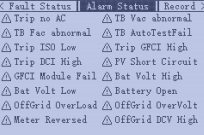 < Fault Status | Alarm Status | Record >
Trip no AC
TB Vac abnormal
TB Fac abnormal
TB AutoTestFail
Trip ISO Low
Trip GFCI High
Trip DCI High
PV Short Circuit
GFCI Module Fail
Bat Volt High
Bat Volt Low
Battery Open
OffGrid OverLoad
OffGrid OverVolt
Meter Reversed
OffGrid DCV High